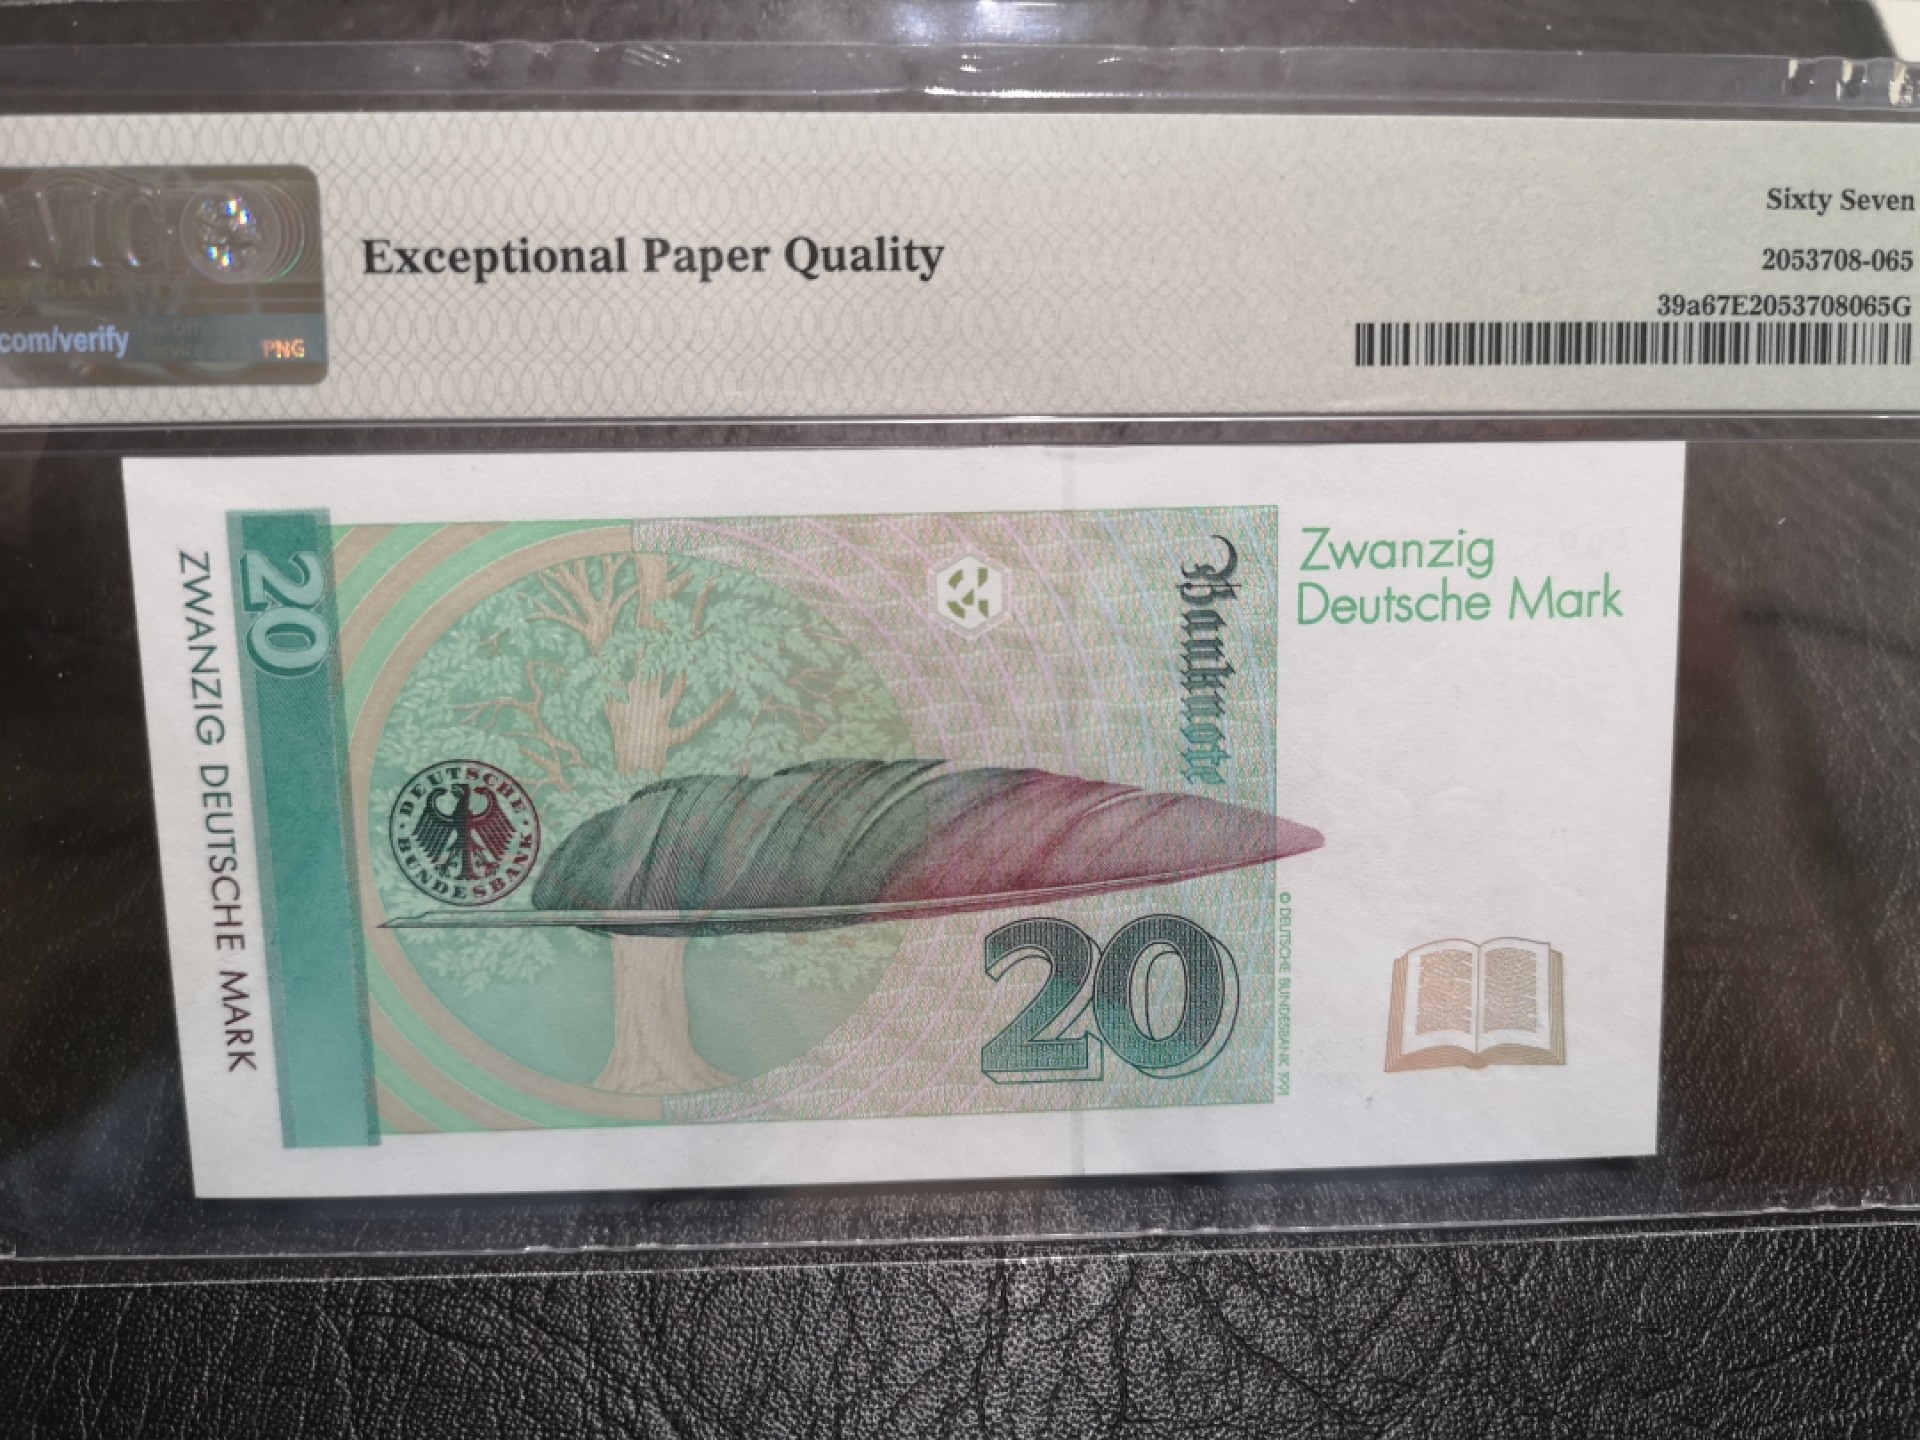 Exceptional Paper Quality
Sixty Seven
2053708-065
39a67E2053708065G
PMG
.com/verify
PNG
20
ZWANZIG DEUTSCHE MARK
DEUTSCHE BUNDESBANK
Banknote
Zwanzig
Deutsche Mark
20
© DEUTSCHE BUNDESBANK 1991